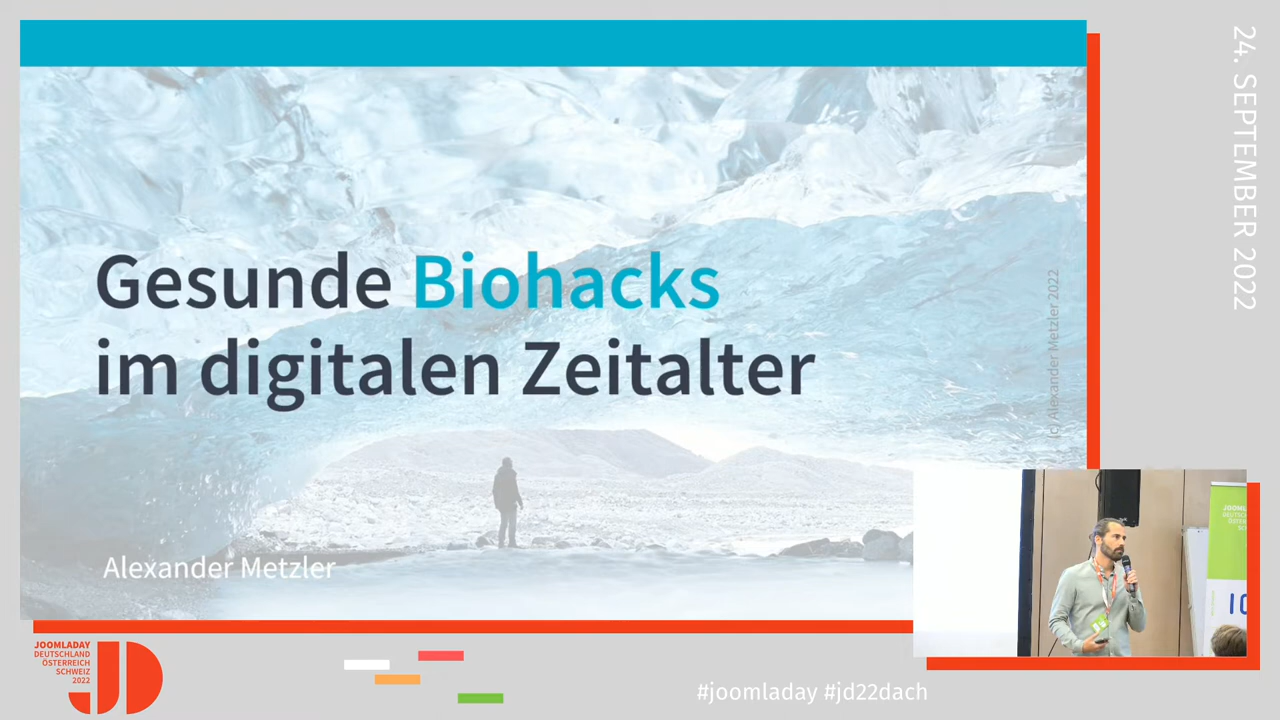 Gesunde Biohacks
im digitalen Zeitalter
Alexander Metzler
(c) Alexander Metzler 2022
24. SEPTEMBER 2022
JOOMLADAY
DEUTSCHLAND
ÖSTERREICH
SCHWEIZ
2022
JD
#joomladay #jd22dach